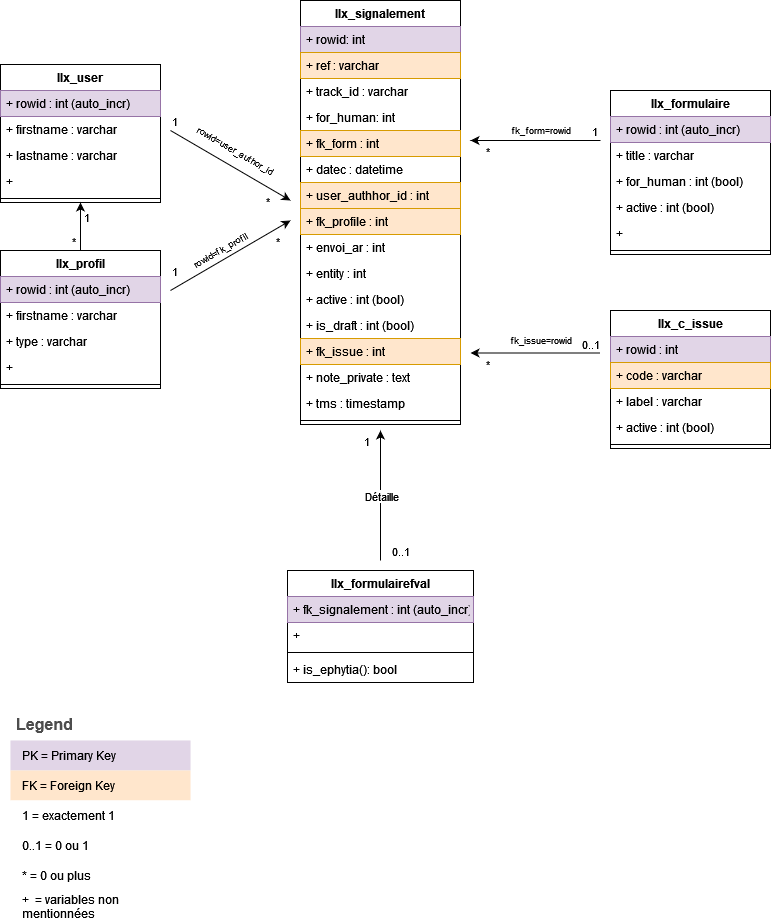 llx_signalement
+ rowid: int
+ ref : varchar
+ track_id : varchar
+ for_human: int
+ fk_form : int
+ datec : datetime
+ user_authhor_id : int
+ fk_profile : int
+ envoi_ar : int
+ entity : int
+ active : int (bool)
+ is_draft : int (bool)
+ fk_issue : int
+ note_private : text
+ tms : timestamp
llx_user
+ rowid : int (auto_incr)
+ firstname : varchar
+ lastname : varchar
+
1
rowid=user_author_id
*
1
*
llx_profil
+ rowid : int (auto_incr)
+ firstname : varchar
+ type : varchar
+
1
rowid=fk_profil
*
llx_formulaire
+ rowid : int (auto_incr)
+ title : varchar
+ for_human : int (bool)
+ active : int (bool)
+
fk_form=rowid
1
*
llx_c_issue
+ rowid : int
+ code : varchar
+ label : varchar
+ active : int (bool)
fk_issue=rowid
0..1
*
1
Détaille
0..1
llx_formulairefval
+ fk_signalement : int (auto_incr
+
+ is_ephytia(): bool
Legend
PK = Primary Key
FK = Foreign Key
1 = exactement 1
0..1 = 0 ou 1
* = 0 ou plus
+ = variables non
mentionnées